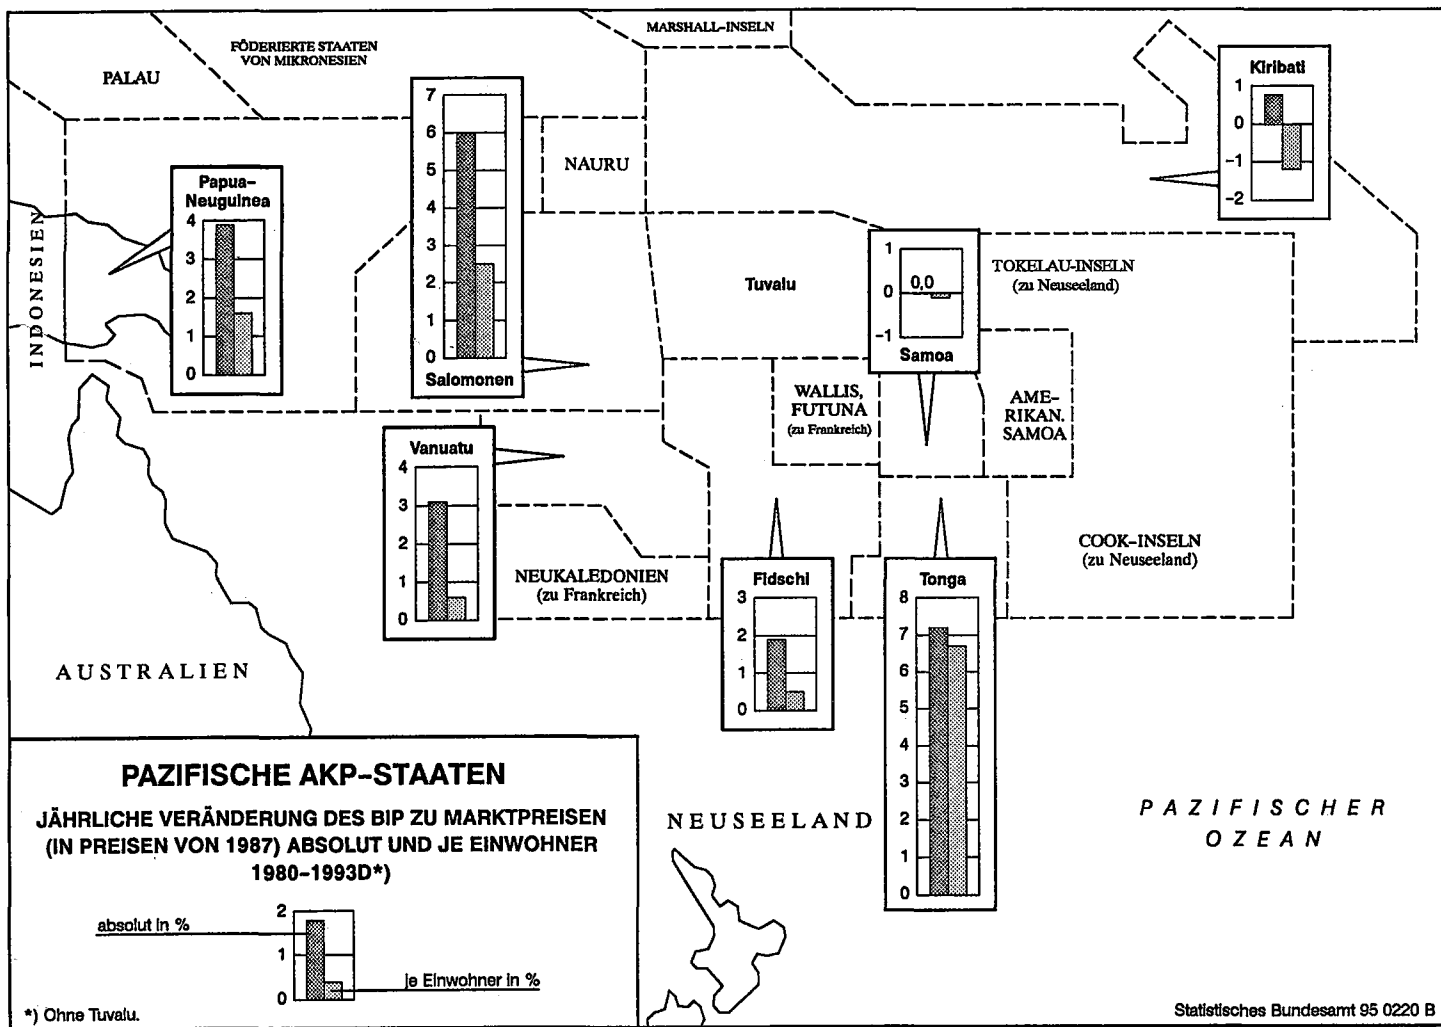 MARSHALL-INSELN
FÖDERIERTE STAATEN
VON MIKRONESIEN
PALAU
Kiribati
1
0
-1
-2
7
6
5
4
3
2
1
0
Salomonen
NAURU
Papua-
Neuguinea
4
3
2
1
0
INDONESIEN
Tuvalu
1
0
-1
0,0
Samoa
TOKELAU-INSELN
(zu Neuseeland)
WALLIS,
FUTUNA
(zu Frankreich)
AME-
RIKAN.
SAMOA
Vanuatu
4
3
2
1
0
NEUKALEDONIEN
(zu Frankreich)
COOK-INSELN
(zu Neuseeland)
Fidschi
3
2
1
0
Tonga
8
7
6
5
4
3
2
1
0
AUSTRALIEN
NEUSEELAND
PAZIFISCHER
OZEAN
PAZIFISCHE AKP-STAATEN
JÄHRLICHE VERÄNDERUNG DES BIP ZU MARKTPREISEN
(IN PREISEN VON 1987) ABSOLUT UND JE EINWOHNER
1980-1993D*)
2
1
0
absolut in %
je Einwohner in %
*) Ohne Tuvalu.
Statistisches Bundesamt 95 0220 B